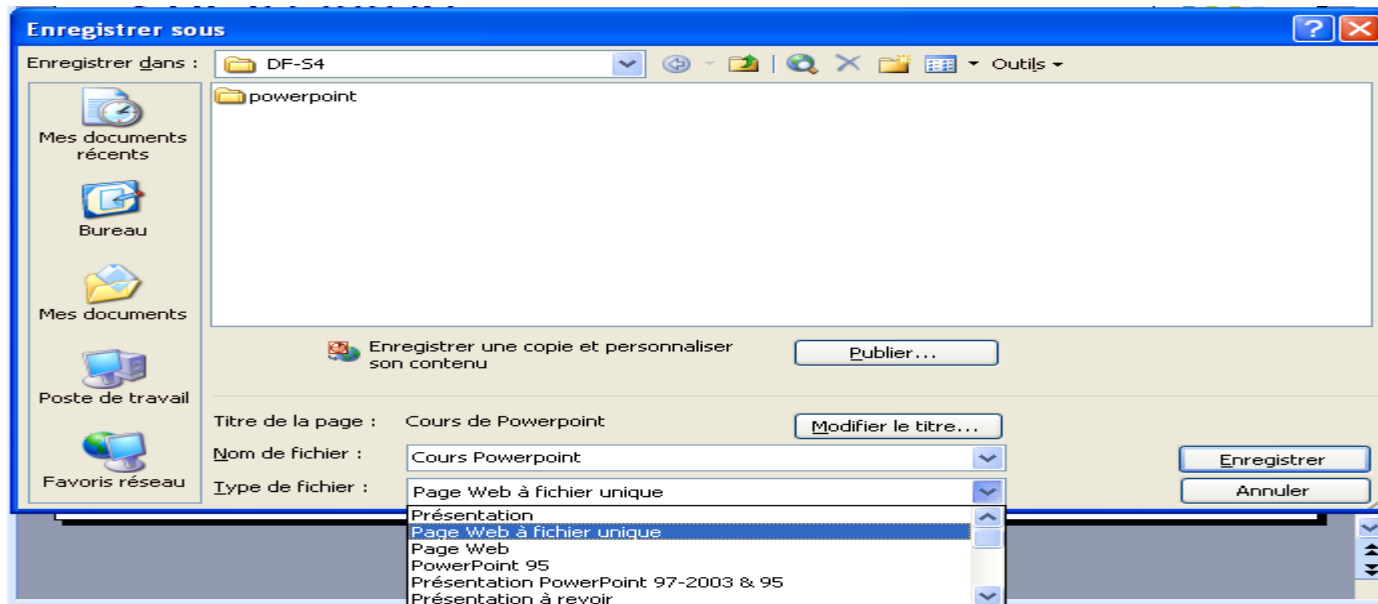 Enregistrer sous
Enregistrer dans :
DF-S4
Outils
powerpoint
Mes documents
récents
Bureau
Mes documents
Poste de travail
Favoris réseau
Enregistrer une copie et personnaliser
son contenu
Publier...
Titre de la page :
Cours de Powerpoint
Modifier le titre...
Nom de fichier :
Cours Powerpoint
Enregistrer
Type de fichier :
Page Web à fichier unique
Annuler
Présentation
Page Web à fichier unique
Page Web
PowerPoint 95
Présentation PowerPoint 97-2003 & 95
Présentation à revoir